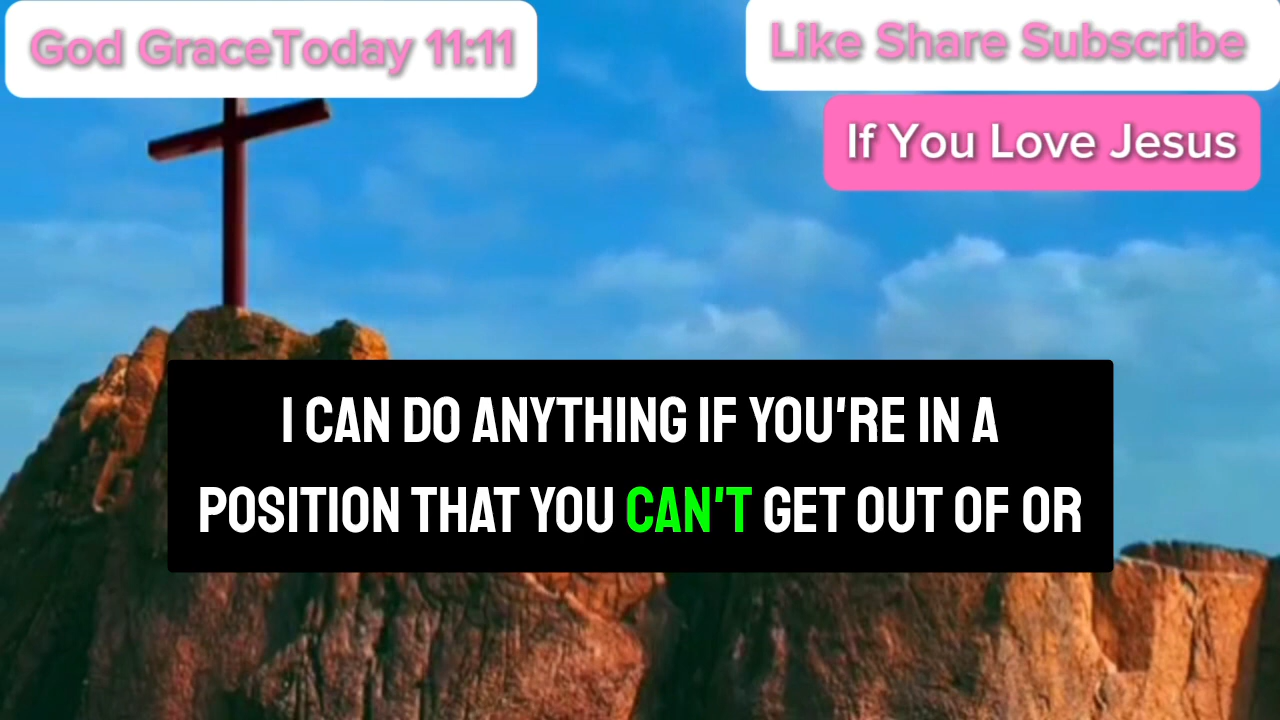 God GraceToday 11:11
Like Share Subscribe
If You Love Jesus
I CAN DO ANYTHING IF YOU'RE IN A
POSITION THAT YOU CAN'T GET OUT OF OR